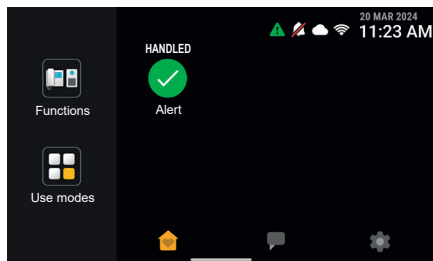 20 MAR 2024
11:23 AM
HANDLED
Alert
Functions
Use modes